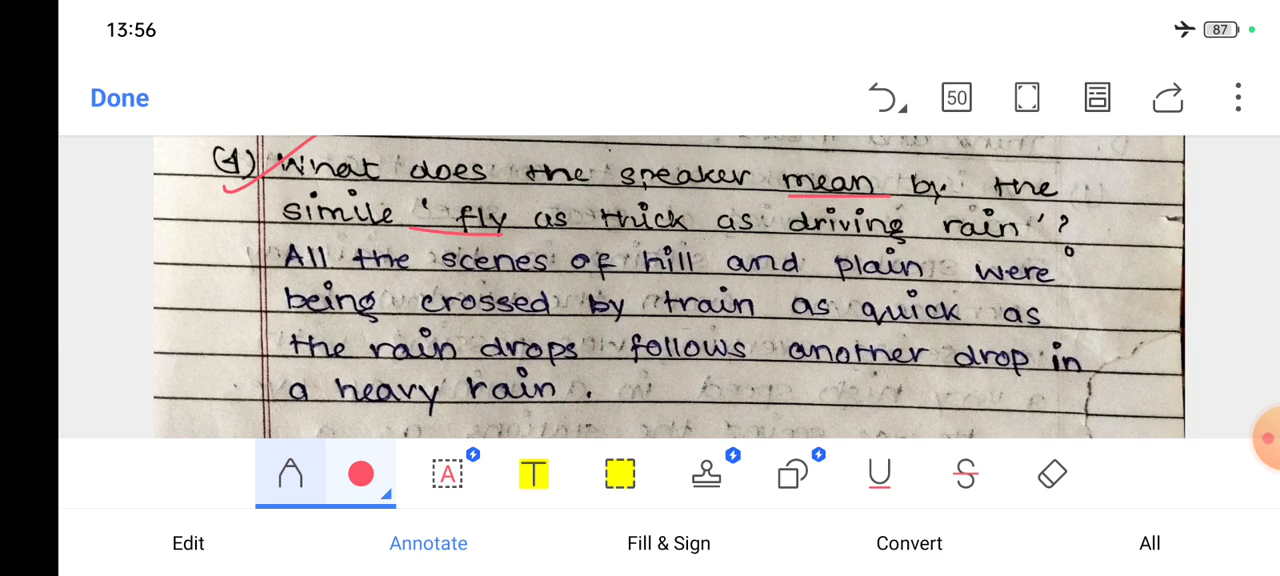 13:56
87
Done
50
(4) What does the speaker mean by the
simile 'fly as thick as driving rain'?
All the scenes of hill and plain were
being crossed by train as quick as
the rain drops follows another drop in
a heavy rain.
A
T
U
S
Edit
Annotate
Fill & Sign
Convert
All